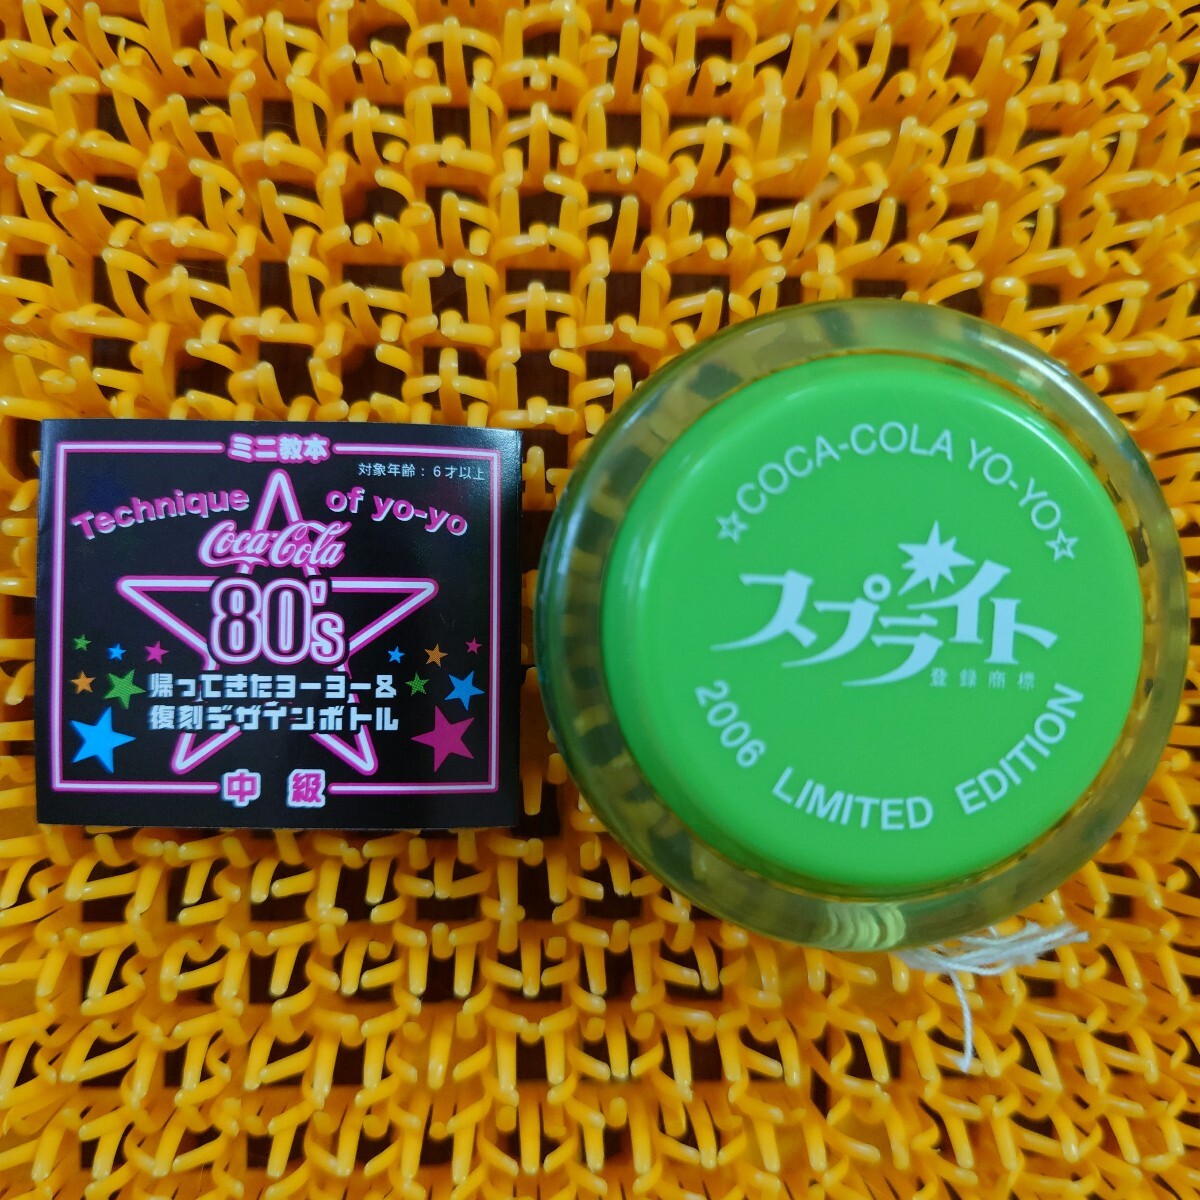 ミニ教本
対象年齢：6才以上
Technique of yo-yo
Coca-Cola
80's
帰ってきたヨーヨー&
復刻デザインボトル
中級
☆COCA-COLA YO-YO☆
スプライト
登録商標
2006 LIMITED EDITION